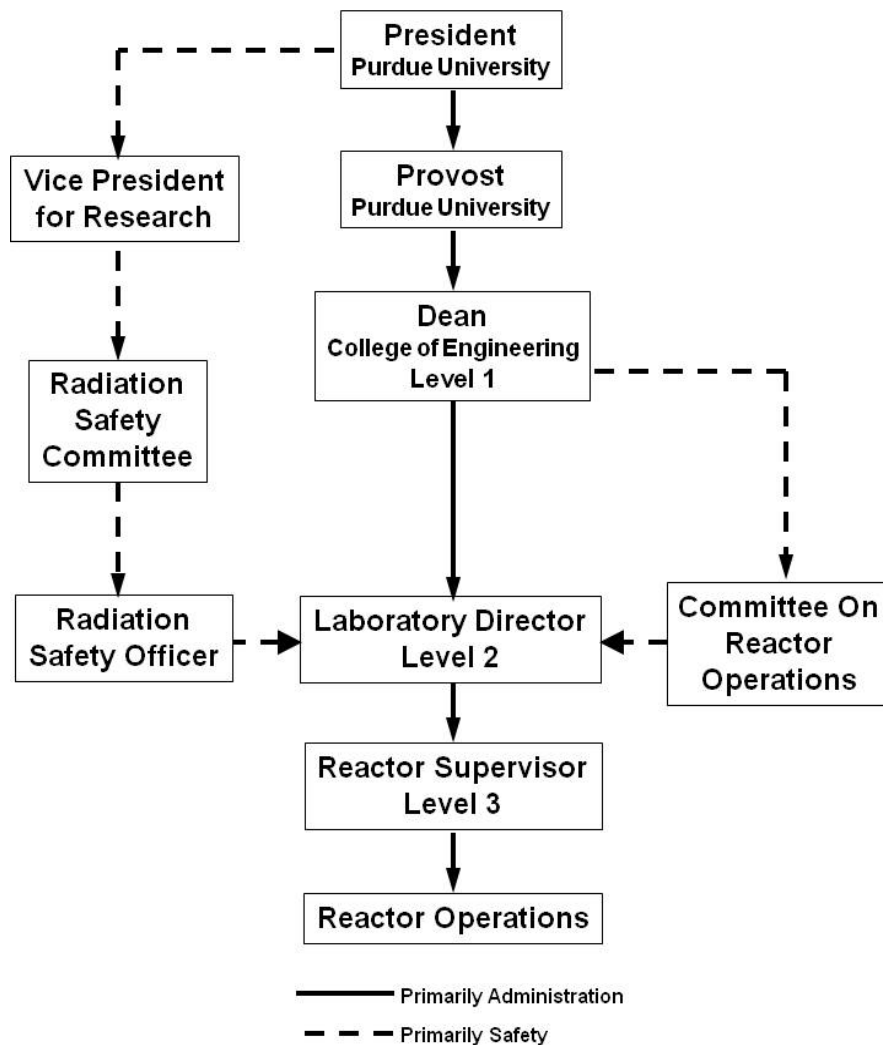 President
Purdue University
Provost
Purdue University
Vice President
for Research
Dean
College of Engineering
Level 1
Radiation
Safety
Committee
Radiation
Safety Officer
Laboratory Director
Level 2
Committee On
Reactor
Operations
Reactor Supervisor
Level 3
Reactor Operations
Primarily Administration
Primarily Safety